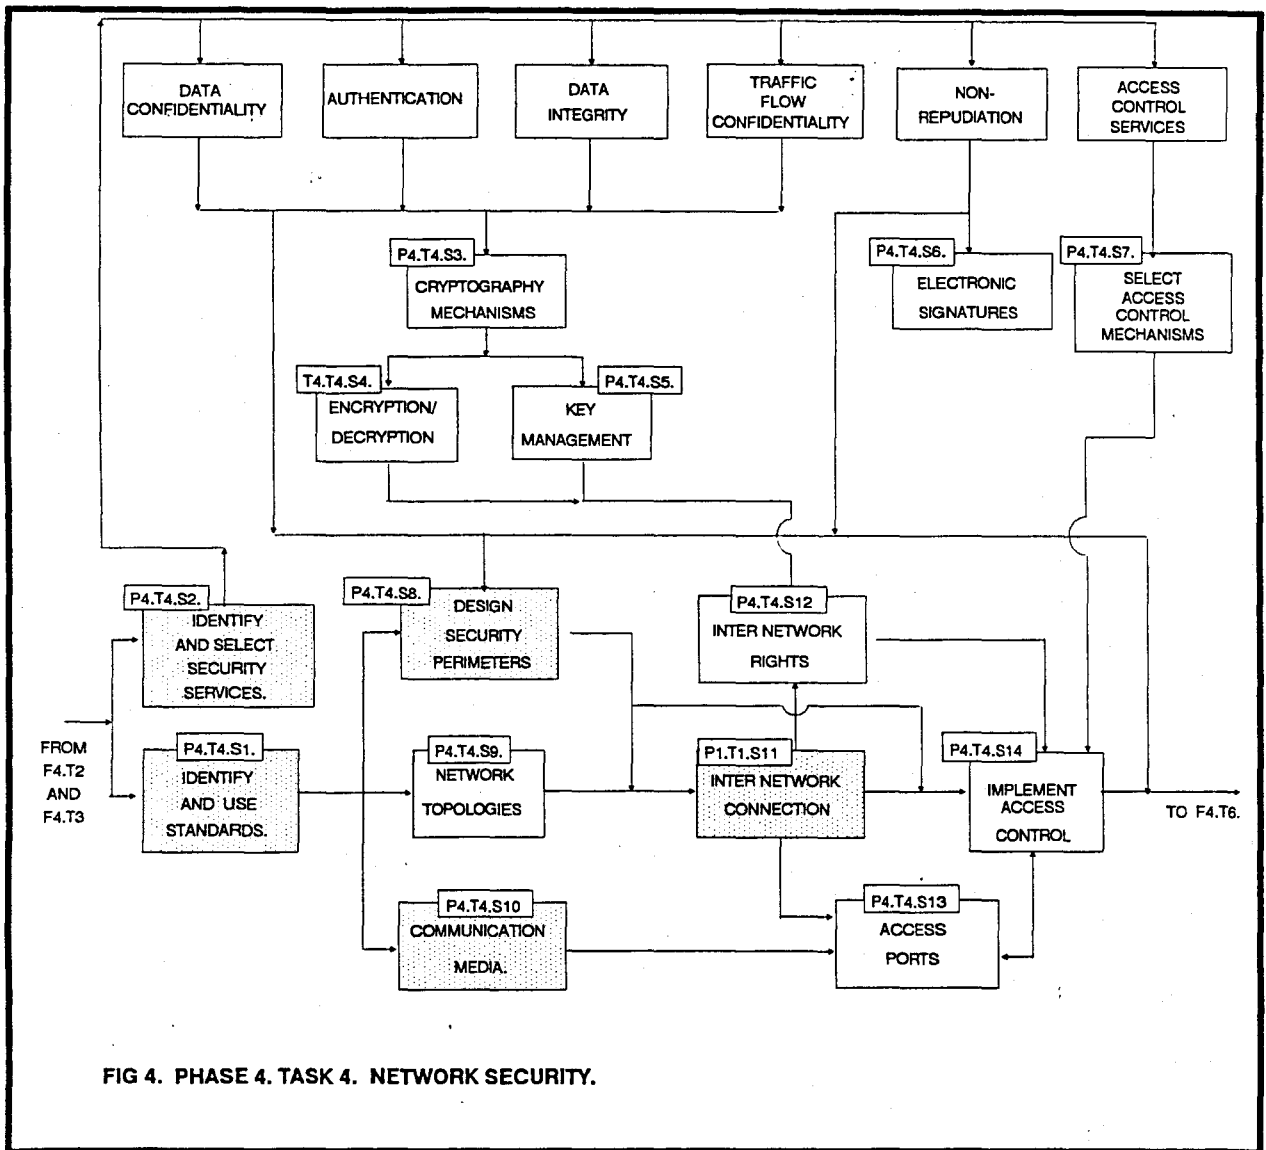 DATA
CONFIDENTIALITY
AUTHENTICATION
DATA
INTEGRITY
TRAFFIC
FLOW
CONFIDENTIALITY
NON-
REPUDIATION
ACCESS
CONTROL
SERVICES
P4.T4.S3.
CRYPTOGRAPHY
MECHANISMS
P4.T4.S6.
ELECTRONIC
SIGNATURES
P4.T4.S7.
SELECT
ACCESS
CONTROL
MECHANISMS
T4.T4.S4.
ENCRYPTION/
DECRYPTION
P4.T4.S5.
KEY
MANAGEMENT
P4.T4.S2.
IDENTIFY
AND SELECT
SECURITY
SERVICES.
P4.T4.S8.
DESIGN
SECURITY
PERIMETERS
P4.T4.S12
INTER NETWORK
RIGHTS
FROM
F4.T2
AND
F4.T3
P4.T4.S1.
IDENTIFY
AND USE
STANDARDS.
P4.T4.S9.
NETWORK
TOPOLOGIES
P1.T1.S11
INTER NETWORK
CONNECTION
P4.T4.S14
IMPLEMENT
ACCESS
CONTROL
TO F4.T6.
P4.T4.S10
COMMUNICATION
MEDIA.
P4.T4.S13
ACCESS
PORTS
FIG 4. PHASE 4. TASK 4. NETWORK SECURITY.